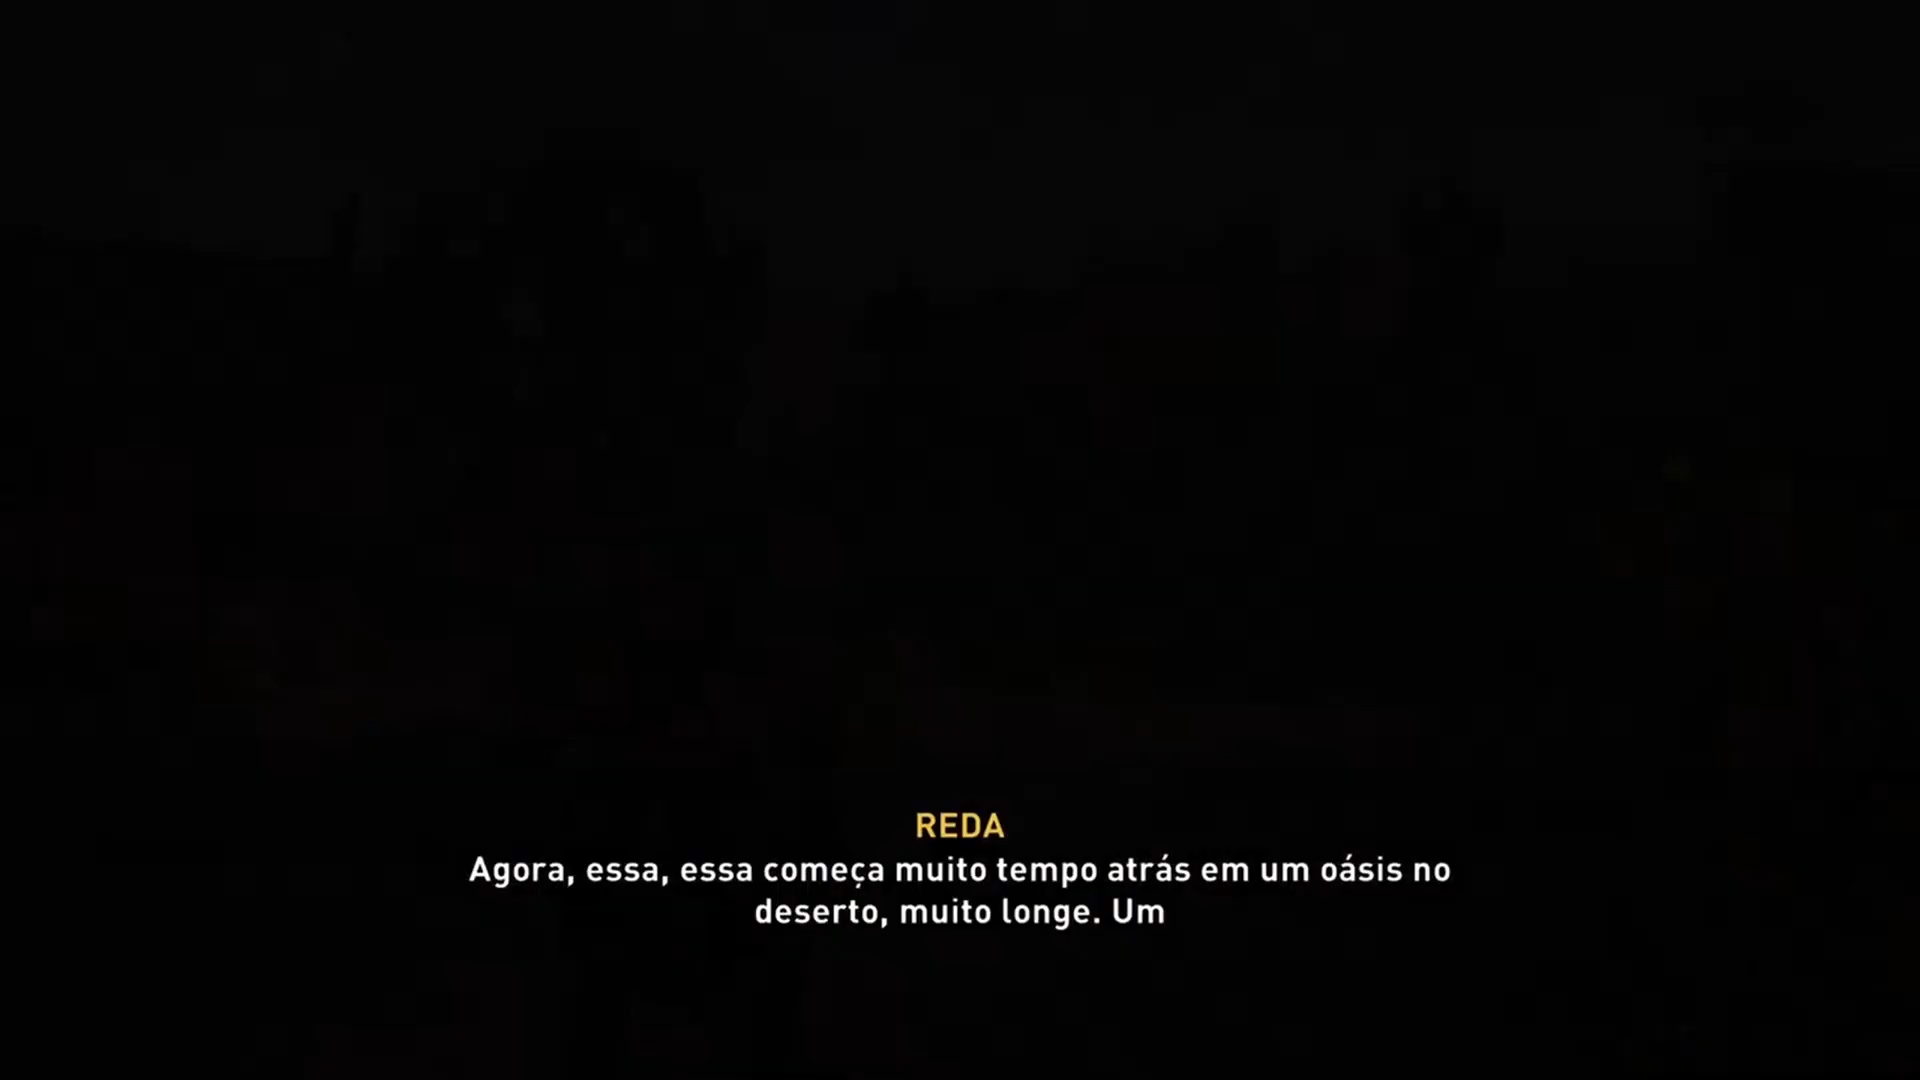 REDA
Agora, essa, essa começa muito tempo atrás em um oásis no
deserto, muito longe. Um